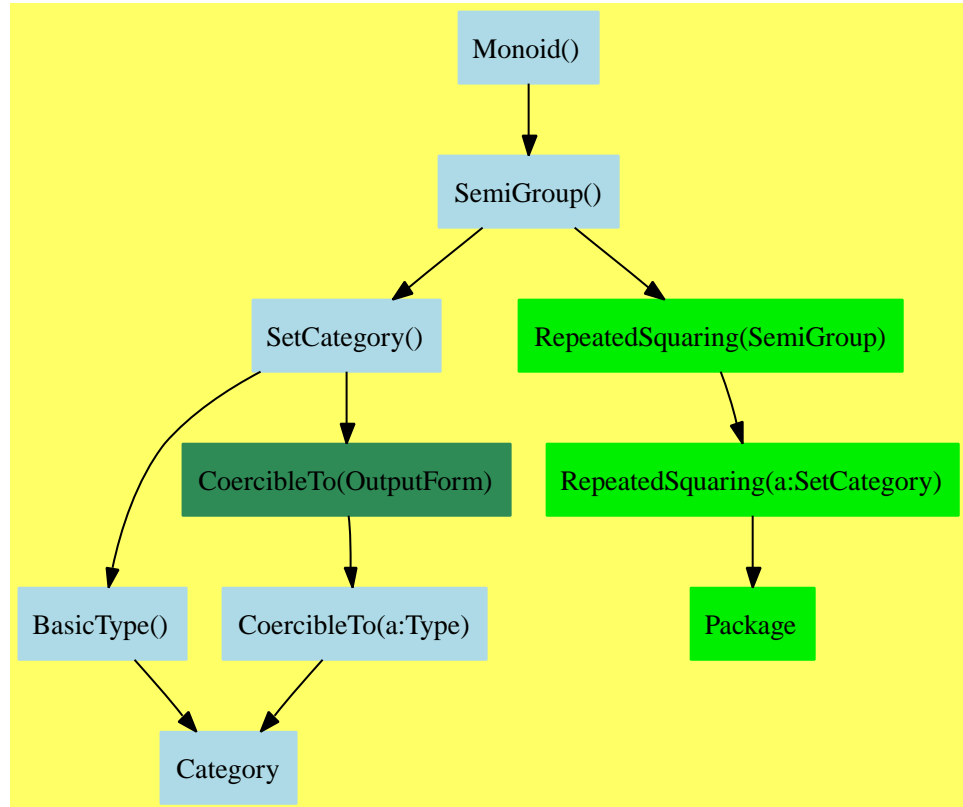 Monoid()
SemiGroup()
SetCategory()
RepeatedSquaring(SemiGroup)
CoercibleTo(OutputForm)
RepeatedSquaring(a:SetCategory)
BasicType()
CoercibleTo(a:Type)
Package
Category